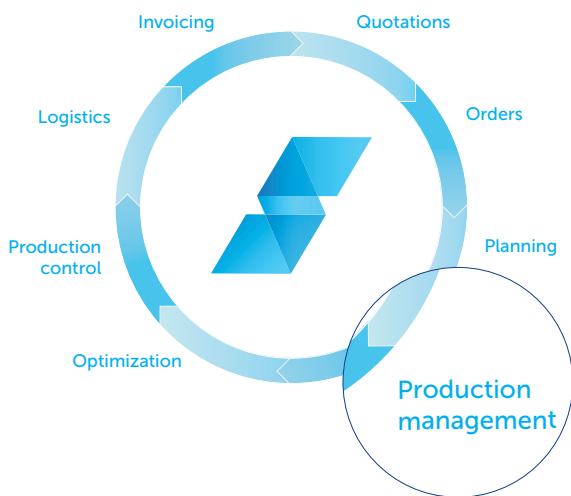 Invoicing
Quotations
Logistics
Orders
Production
control
Planning
Optimization
Production
management